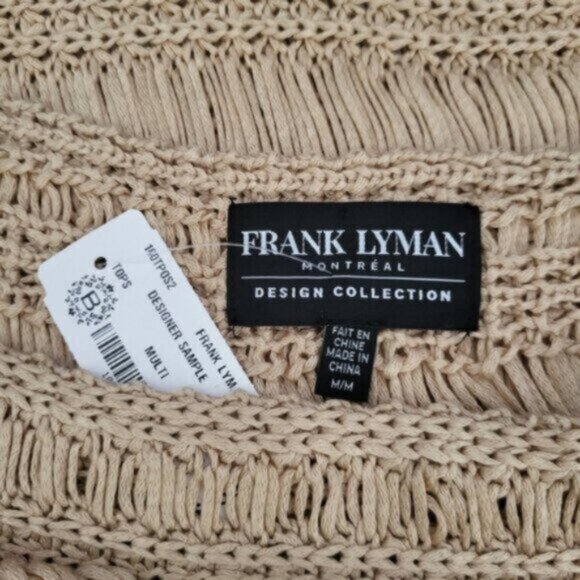 FRANK LYMAN
MONTRÉAL
DESIGN COLLECTION
FAIT EN
CHINE
MADE IN
CHINA
M/M
FRANK LYM
DESIGNER SAMPLE
MULTI
TOPS
B